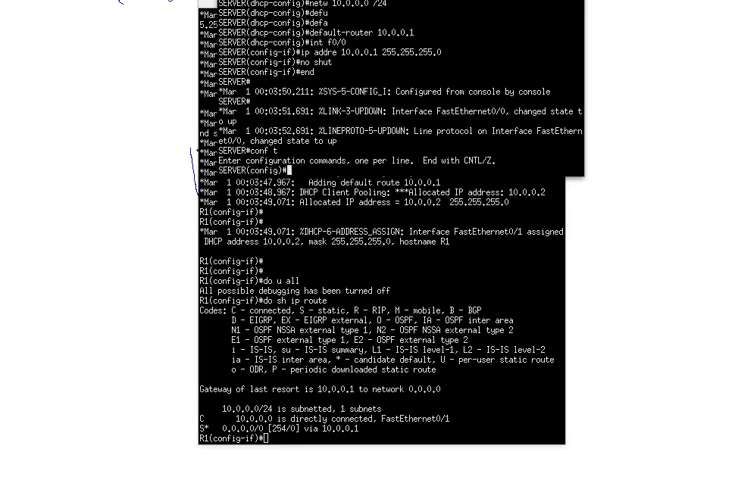 SERVER(dhcp-config)#netw 10.0.0.0 /24
SERVER(dhcp-config)#defu
SERVER(dhcp-config)#defa
SERVER(dhcp-config)#default-router 10.0.0.1
SERVER(dhcp-config)#int f0/0
SERVER(config-if)#ip addre 10.0.0.1 255.255.255.0
SERVER(config-if)#no shut
SERVER(config-if)#end
SERVER#
*Mar  1 00:03:50.211: %SYS-5-CONFIG_I: Configured from console by console
SERVER#
*Mar  1 00:03:51.691: %LINK-3-UPDOWN: Interface FastEthernet0/0, changed state t
o up
*Mar  1 00:03:52.691: %LINEPROTO-5-UPDOWN: Line protocol on Interface FastEthern
et0/0, changed state to up
SERVER#conf t
Enter configuration commands, one per line.  End with CNTL/Z.
SERVER(config)#
*Mar
5.25
*Mar
*Mar
*Mar
*Mar
*Mar
*Mar
*Mar
*Mar
nd s
*Mar
*Mar
*Mar
*Mar  1 00:03:47.967:   Adding default route 10.0.0.1
*Mar  1 00:03:48.967: DHCP Client Pooling: ***Allocated IP address: 10.0.0.2
*Mar  1 00:03:49.071: Allocated IP address = 10.0.0.2  255.255.255.0
R1(config-if)#
R1(config-if)#
*Mar  1 00:03:49.071: %DHCP-6-ADDRESS_ASSIGN: Interface FastEthernet0/1 assigned
DHCP address 10.0.0.2, mask 255.255.255.0, hostname R1
R1(config-if)#
R1(config-if)#
R1(config-if)#do u all
All possible debugging has been turned off
R1(config-if)#do sh ip route
Codes: C - connected, S - static, R - RIP, M - mobile, B - BGP
D - EIGRP, EX - EIGRP external, O - OSPF, IA - OSPF inter area
N1 - OSPF NSSA external type 1, N2 - OSPF NSSA external type 2
E1 - OSPF external type 1, E2 - OSPF external type 2
i - IS-IS, su - IS-IS summary, L1 - IS-IS level-1, L2 - IS-IS level-2
ia - IS-IS inter area, * - candidate default, U - per-user static route
o - ODR, P - periodic downloaded static route
Gateway of last resort is 10.0.0.1 to network 0.0.0.0
10.0.0.0/24 is subnetted, 1 subnets
C       10.0.0.0 is directly connected, FastEthernet0/1
S*   0.0.0.0/0 [254/0] via 10.0.0.1
R1(config-if)#